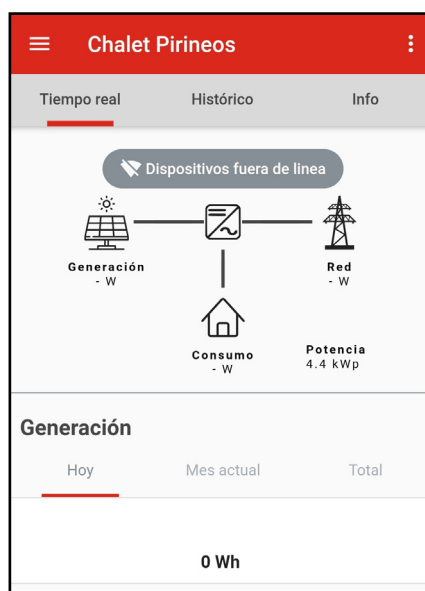 Chalet Pirineos
Tiempo real Histórico Info
Dispositivos fuera de linea
Generación
- W
Red
- W
Consumo
- W
Potencia
4.4 kWp
Generación
Hoy Mes actual Total
0 Wh